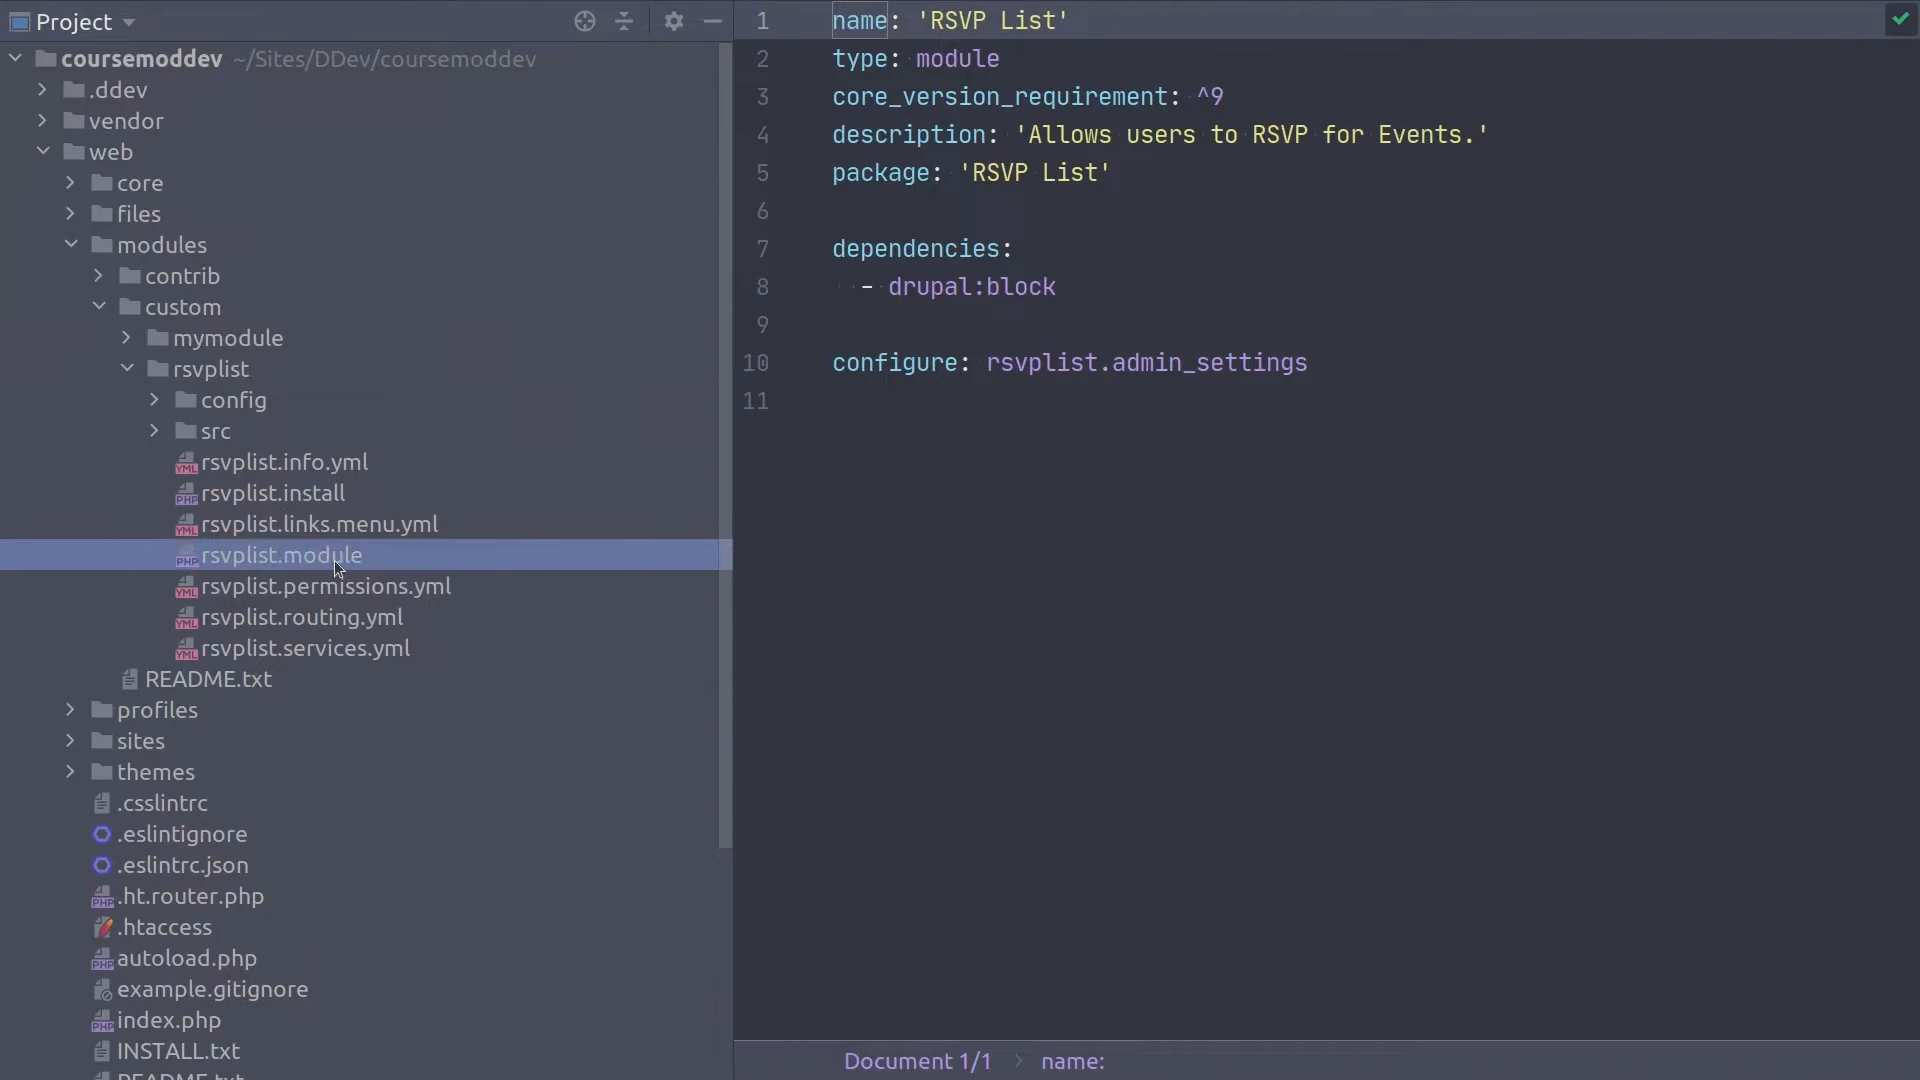 Project
coursemoddev ~/Sites/DDev/coursemoddev
.ddev
vendor
web
core
files
modules
contrib
custom
mymodule
rsvplist
config
src
rsvplist.info.yml
rsvplist.install
rsvplist.links.menu.yml
rsvplist.module
rsvplist.permissions.yml
rsvplist.routing.yml
rsvplist.services.yml
README.txt
profiles
sites
themes
.csslintrc
.eslintignore
.eslintrc.json
.ht.router.php
.htaccess
autoload.php
example.gitignore
index.php
INSTALL.txt
README.txt
1 name: 'RSVP List'
2 type: module
3 core_version_requirement: ^9
4 description: 'Allows users to RSVP for Events.'
5 package: 'RSVP List'
6
7 dependencies:
8 - drupal:block
9
10 configure: rsvplist.admin_settings
11
Document 1/1 > name: